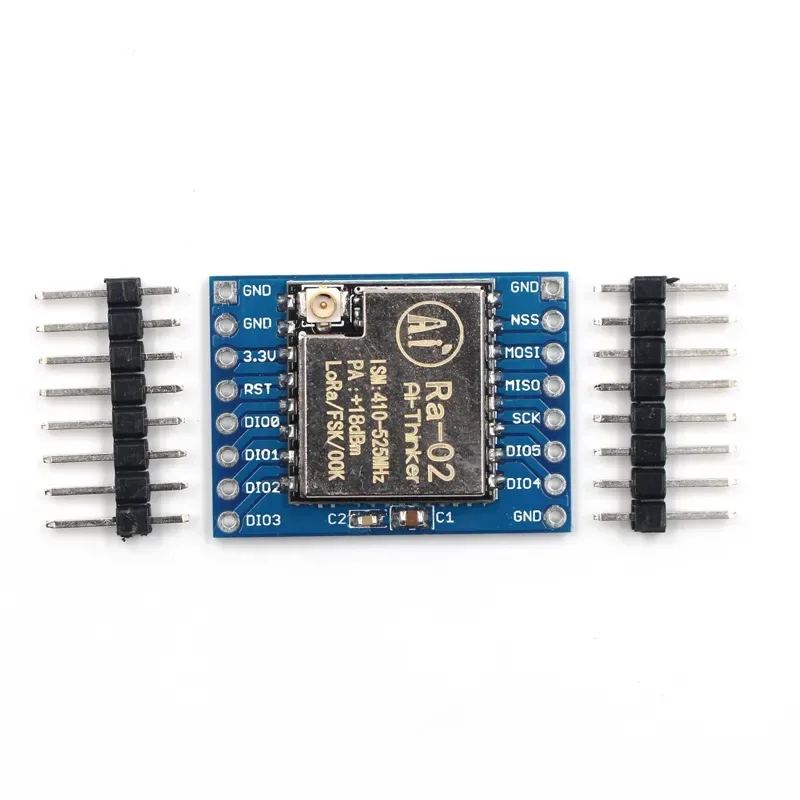 GND
GND
3.3V
RST
DIO0
DIO1
DIO2
DIO3
Ai
Ra-02
Ai-Thinker
ISM:410-525MHz
PA:+18dBm
LoRa/FSK/OOK
GND
NSS
MOSI
MISO
SCK
DIO5
DIO4
GND
C2
C1